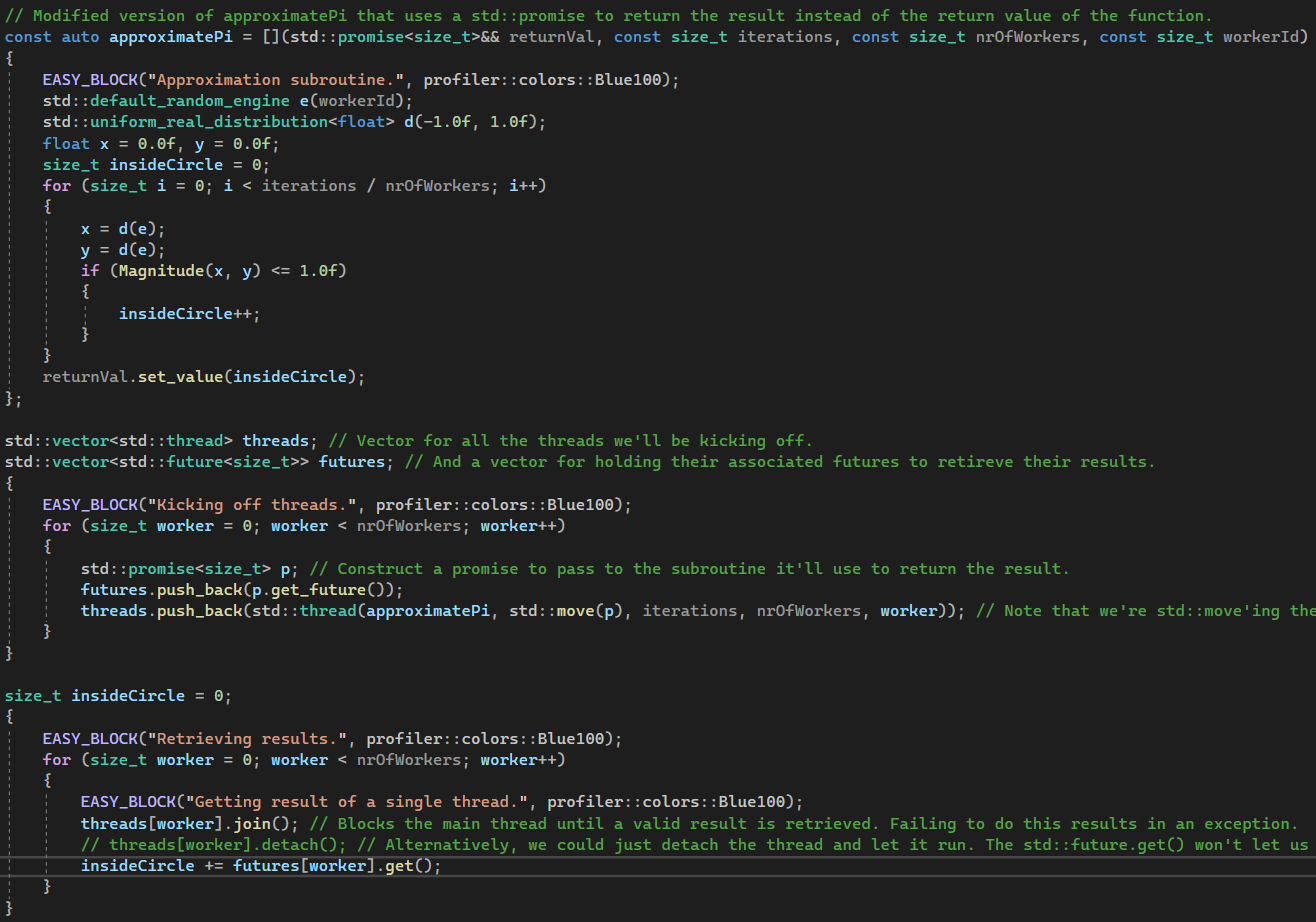 // Modified version of approximatePi that uses a std::promise to return the result instead of the return value of the function.
const auto approximatePi = [](std::promise<size_t>&& returnVal, const size_t iterations, const size_t nrOfWorkers, const size_t workerId)
{
    EASY_BLOCK("Approximation subroutine.", profiler::colors::Blue100);
    std::default_random_engine e(workerId);
    std::uniform_real_distribution<float> d(-1.0f, 1.0f);
    float x = 0.0f, y = 0.0f;
    size_t insideCircle = 0;
    for (size_t i = 0; i < iterations / nrOfWorkers; i++)
    {
        x = d(e);
        y = d(e);
        if (Magnitude(x, y) <= 1.0f)
        {
            insideCircle++;
        }
    }
    returnVal.set_value(insideCircle);
};

std::vector<std::thread> threads; // Vector for all the threads we'll be kicking off.
std::vector<std::future<size_t>> futures; // And a vector for holding their associated futures to retireve their results.
{
    EASY_BLOCK("Kicking off threads.", profiler::colors::Blue100);
    for (size_t worker = 0; worker < nrOfWorkers; worker++)
    {
        std::promise<size_t> p; // Construct a promise to pass to the subroutine it'll use to return the result.
        futures.push_back(p.get_future());
        threads.push_back(std::thread(approximatePi, std::move(p), iterations, nrOfWorkers, worker)); // Note that we're std::move'ing the
    }
}

size_t insideCircle = 0;
{
    EASY_BLOCK("Retrieving results.", profiler::colors::Blue100);
    for (size_t worker = 0; worker < nrOfWorkers; worker++)
    {
        EASY_BLOCK("Getting result of a single thread.", profiler::colors::Blue100);
        threads[worker].join(); // Blocks the main thread until a valid result is retrieved. Failing to do this results in an exception.
        // threads[worker].detach(); // Alternatively, we could just detach the thread and let it run. The std::future.get() won't let us
        insideCircle += futures[worker].get();
    }
}